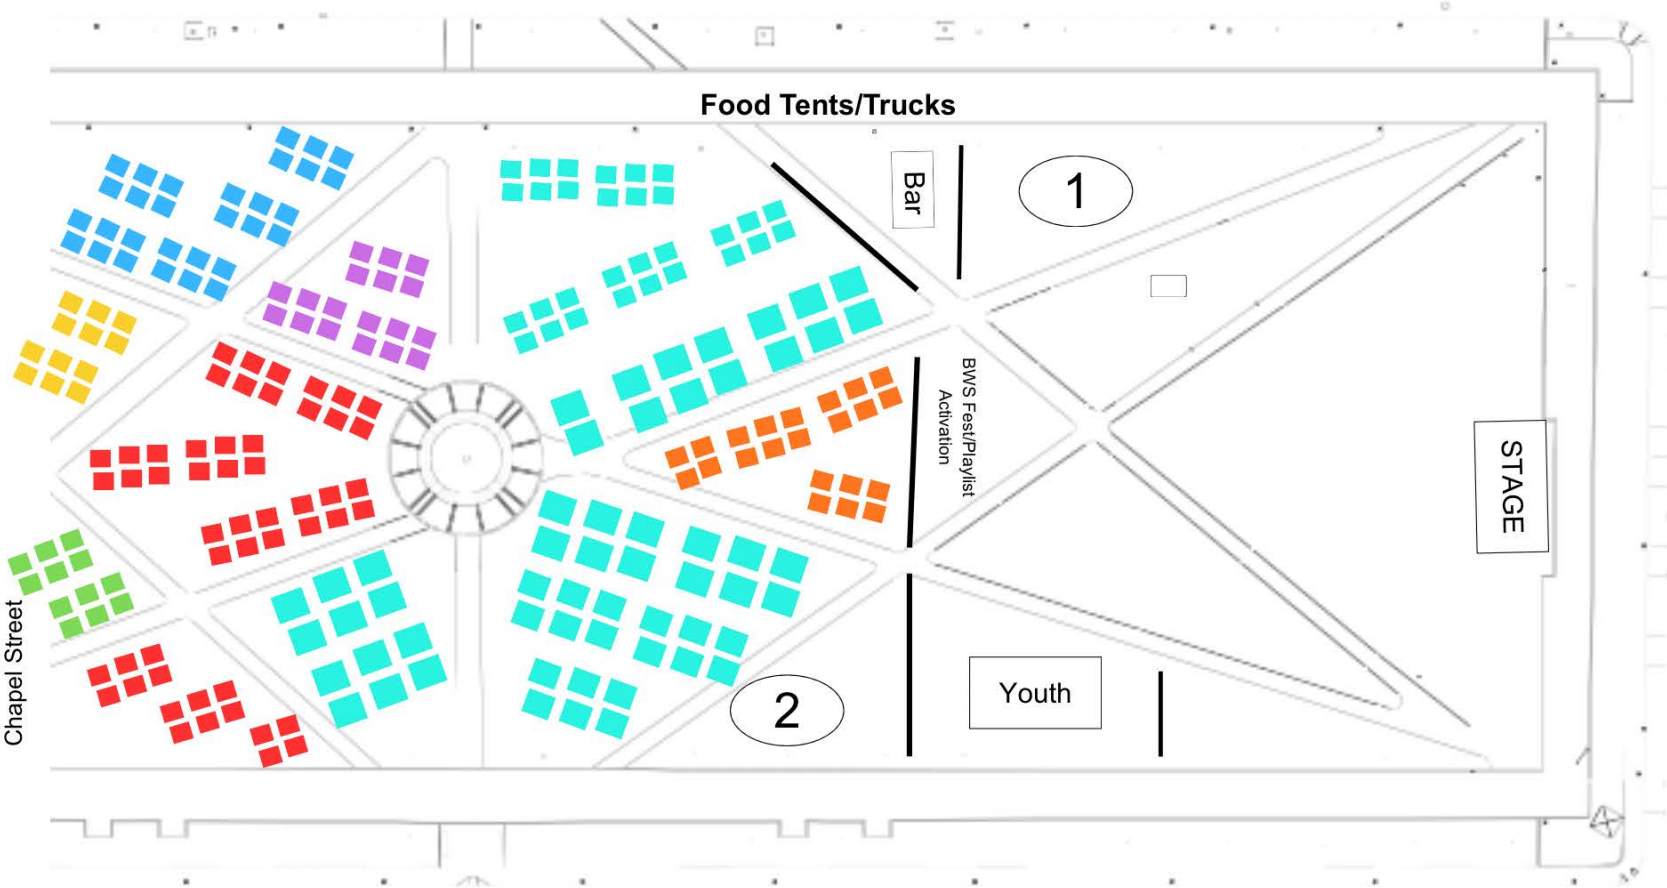 Food Tents/Trucks
Bar
1
BWS Fest/Playlist
Activation
STAGE
Chapel Street
2
Youth